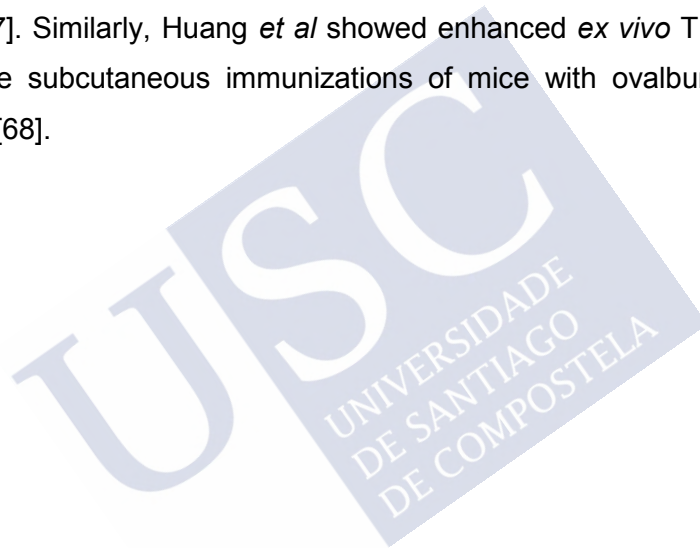 7]. Similarly, Huang et al showed enhanced ex vivo T
e subcutaneous immunizations of mice with
[68].
USC
UNIVERSIDADE
DE SANTIAGO
DE COMPOSTELA